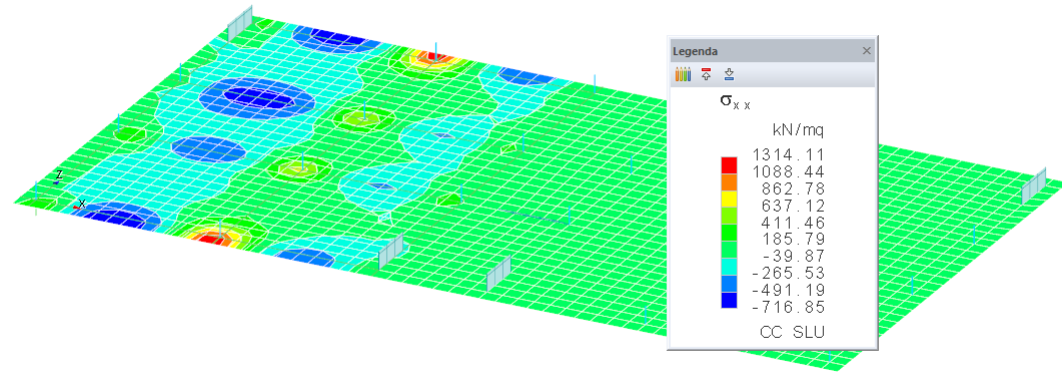 Legenda
σx x
kN/mq
1314.11
1088.44
862.78
637.12
411.46
185.79
-39.87
-265.53
-491.19
-716.85
CC SLU
Z
X